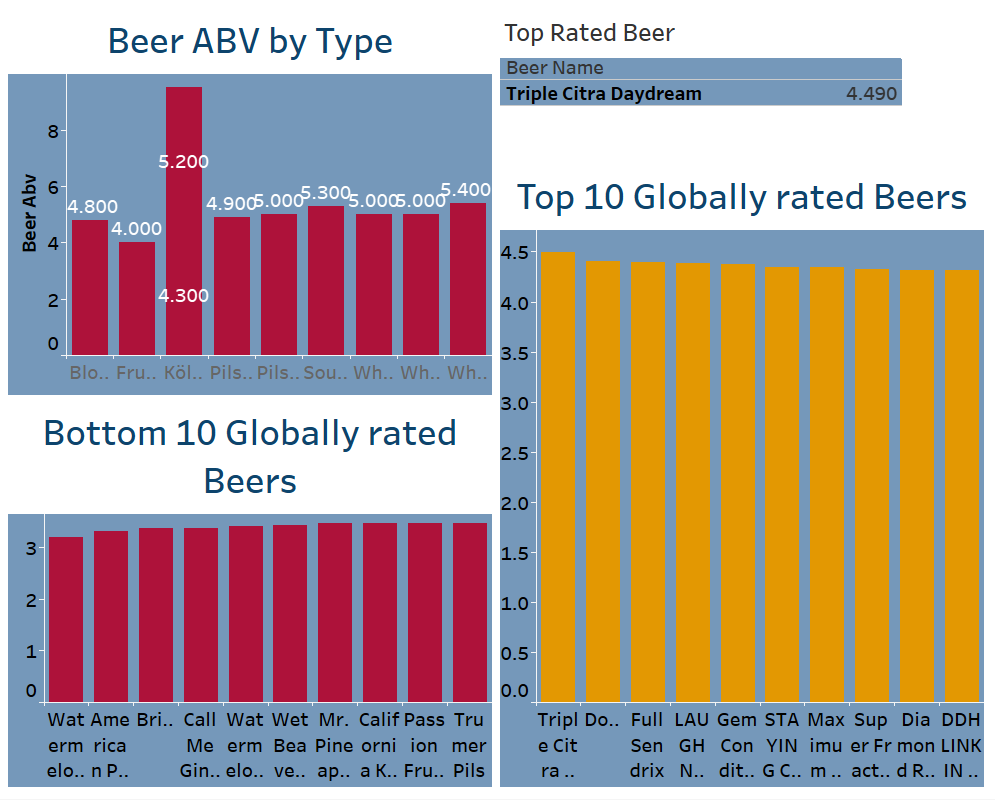 Beer ABV by Type
Beer Abv
8
6
4
2
0
4.800
4.000
5.200
4.300
4.900
5.000
5.300
5.000
5.000
5.400
Blo..
Fru..
Köl..
Pils..
Pils..
Sou..
Wh..
Wh..
Wh..
Top Rated Beer
Beer Name
Triple Citra Daydream 4.490
Top 10 Globally rated Beers
4.5
4.0
3.5
3.0
2.5
2.0
1.5
1.0
0.5
0.0
Tripl
e Cit
ra ..
Do..
Full
Sen
drix
LAU
GH
N..
Gem
Con
dit..
STA
YIN
G C..
Max
imu
m ..
Sup
er Fr
act..
Dia
mon
d R..
DDH
LINK
IN ..
Bottom 10 Globally rated
Beers
3
2
1
0
Wat
erm
elo..
Ame
rica
n P..
Bri..
Call
Me
Gin..
Wat
erm
elo..
Wet
Bea
ve..
Mr.
Pine
ap..
Calif
orni
a K..
Pass
ion
Fru..
Tru
mer
Pils